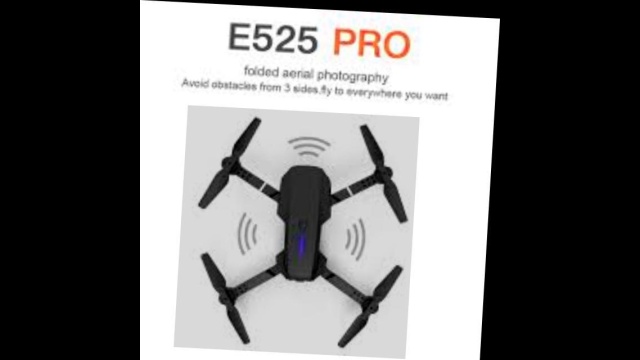 E525 PRO
folded aerial photography
Avoid obstacles from 3 sides,fly to everywhere you want